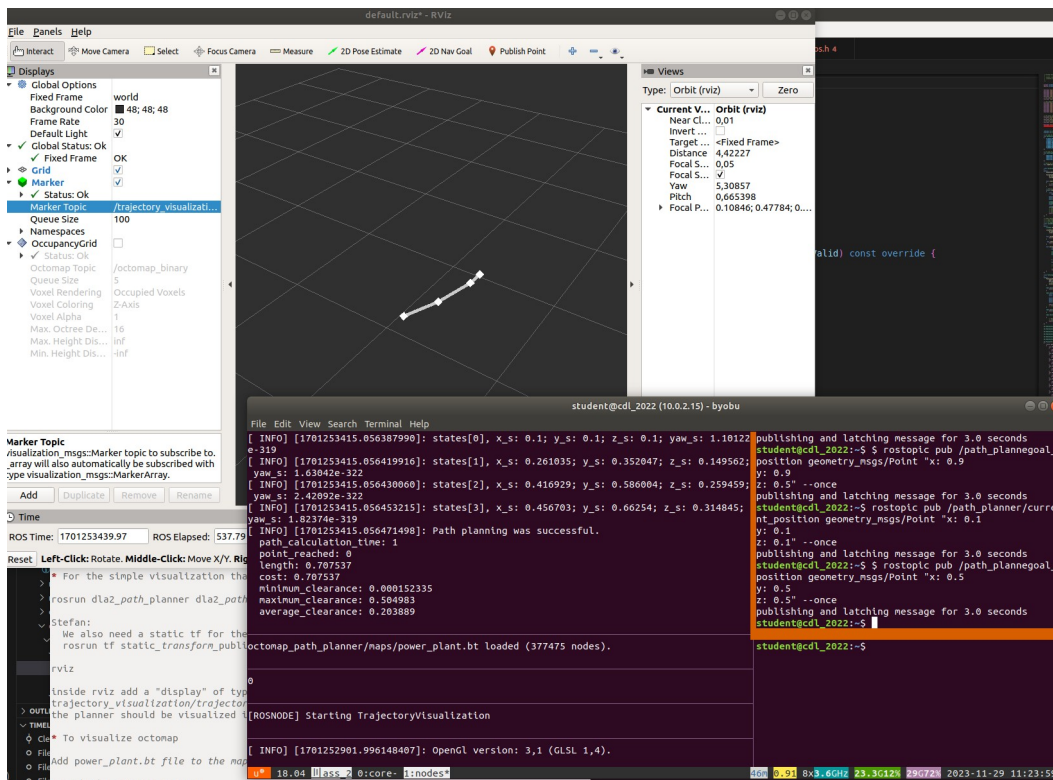 default.rviz* - RViz
File Panels Help
Interact Move Camera Select Focus Camera Measure 2D Pose Estimate 2D Nav Goal Publish Point
os.h 4
Displays
Global Options
Fixed Frame world
Background Color 48; 48; 48
Frame Rate 30
Default Light
Global Status: Ok
Fixed Frame OK
Grid
Marker
Status: Ok
Marker Topic /trajectory_visualizati...
Queue Size 100
Namespaces
OccupancyGrid
Status: Ok
Octomap Topic /octomap_binary
Queue Size 5
Voxel Rendering Occupied Voxels
Voxel Coloring Z-Axis
Voxel Alpha 1
Max. Octree De... 16
Max. Height Dis... inf
Min. Height Dis... -inf
Marker Topic
visualization_msgs::Marker topic to subscribe to.
_array will also automatically be subscribed with
type visualization_msgs::MarkerArray.
Add Duplicate Remove Rename
Time
ROS Time: 1701253439.97 ROS Elapsed: 537.79
Reset Left-Click: Rotate. Middle-Click: Move X/Y. Rig
Views
Type: Orbit (rviz) Zero
Current V... Orbit (rviz)
Near Cl... 0,01
Invert ...
Target ... <Fixed Frame>
Distance 4,42227
Focal S... 0,05
Focal S...
Yaw 5,30857
Pitch 0,665398
Focal P... 0.10846; 0.47784; 0....
alid) const override {
* For the simple visualization tha
rosrun dla2_path_planner dla2_path
Stefan:
We also need a static tf for the
rosrun tf static_transform_publi
rviz
inside rviz add a "display" of typ
trajectory_visualization/trajector
the planner should be visualized i
* To visualize octomap
Add power_plant.bt file to the map
OUTL
TIMEL
Cle
File
File
File
student@cdl_2022 (10.0.2.15) - byobu
File Edit View Search Terminal Help
[ INFO] [1701253415.056387990]: states[0], x_s: 0.1; y_s: 0.1; z_s: 0.1; yaw_s: 1.10122
e-319
[ INFO] [1701253415.056419916]: states[1], x_s: 0.261035; y_s: 0.352047; z_s: 0.149562;
yaw_s: 1.63042e-322
[ INFO] [1701253415.056430060]: states[2], x_s: 0.416929; y_s: 0.586004; z_s: 0.259459;
yaw_s: 2.42092e-322
[ INFO] [1701253415.056453215]: states[3], x_s: 0.456703; y_s: 0.66254; z_s: 0.314845;
yaw_s: 1.82374e-319
[ INFO] [1701253415.056471498]: Path planning was successful.
path_calculation_time: 1
point_reached: 0
length: 0.707537
cost: 0.707537
minimum_clearance: 0.000152335
maximum_clearance: 0.504983
average_clearance: 0.203889
octomap_path_planner/maps/power_plant.bt loaded (377475 nodes).
0
[ROSNODE] Starting TrajectoryVisualization
[ INFO] [1701252901.996148407]: OpenGl version: 3,1 (GLSL 1,4).
publishing and latching message for 3.0 seconds
student@cdl_2022:~$ $ rostopic pub /path_plannegoal_
position geometry_msgs/Point "x: 0.9
y: 0.9
z: 0.5" --once
publishing and latching message for 3.0 seconds
student@cdl_2022:~$ rostopic pub /path_planner/curre
nt_position geometry_msgs/Point "x: 0.1
y: 0.1
z: 0.1" --once
publishing and latching message for 3.0 seconds
student@cdl_2022:~$ $ rostopic pub /path_plannegoal_
position geometry_msgs/Point "x: 0.5
y: 0.5
z: 0.5" --once
publishing and latching message for 3.0 seconds
student@cdl_2022:~$
student@cdl_2022:~$
u* 18.04 ass_2 0:core- 1:nodes* 46m 0.91 8x3.6GHz 23.3G12% 29G72% 2023-11-29 11:23:5